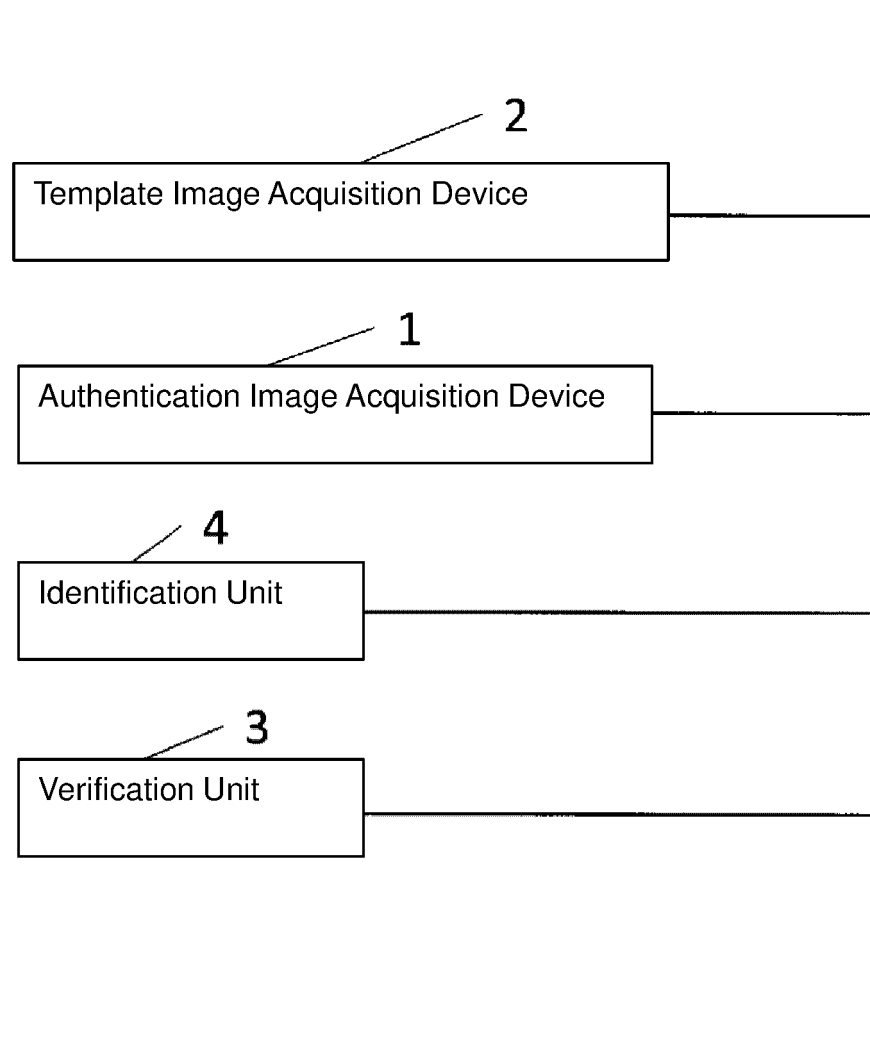 2
Template Image Acquisition Device
1
Authentication Image Acquisition Device
4
Identification Unit
3
Verification Unit